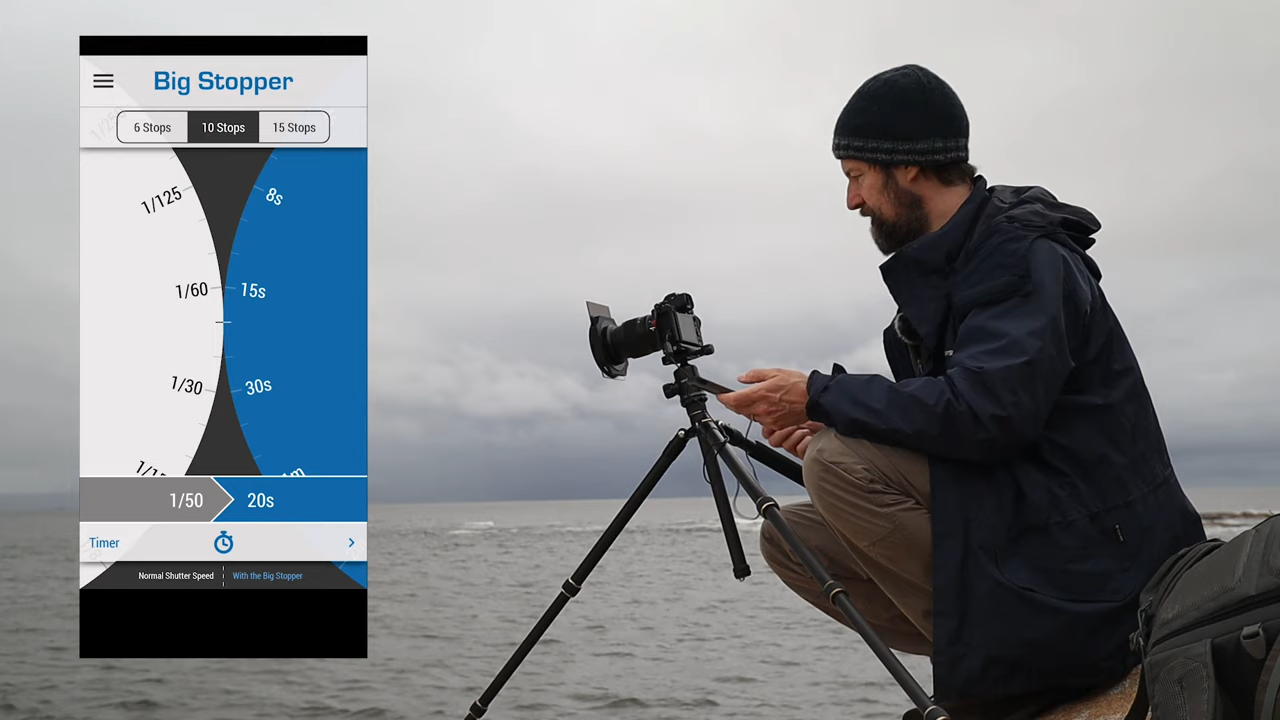 Big Stopper
6 Stops 10 Stops 15 Stops
1/125 8s
1/60 15s
1/30 30s
1/50 20s
Timer
Normal Shutter Speed With the Big Stopper